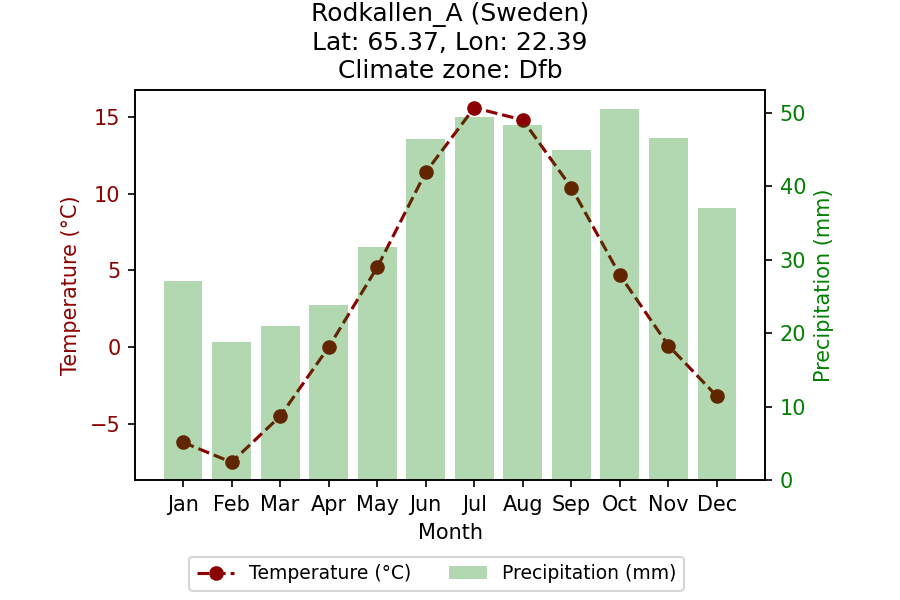 Rodkallen_A (Sweden)
Lat: 65.37, Lon: 22.39
Climate zone: Dfb
15
10
5
0
−5
Temperature (°C)
50
40
30
20
10
0
Precipitation (mm)
Jan Feb Mar Apr May Jun Jul Aug Sep Oct Nov Dec
Month
Temperature (°C) Precipitation (mm)